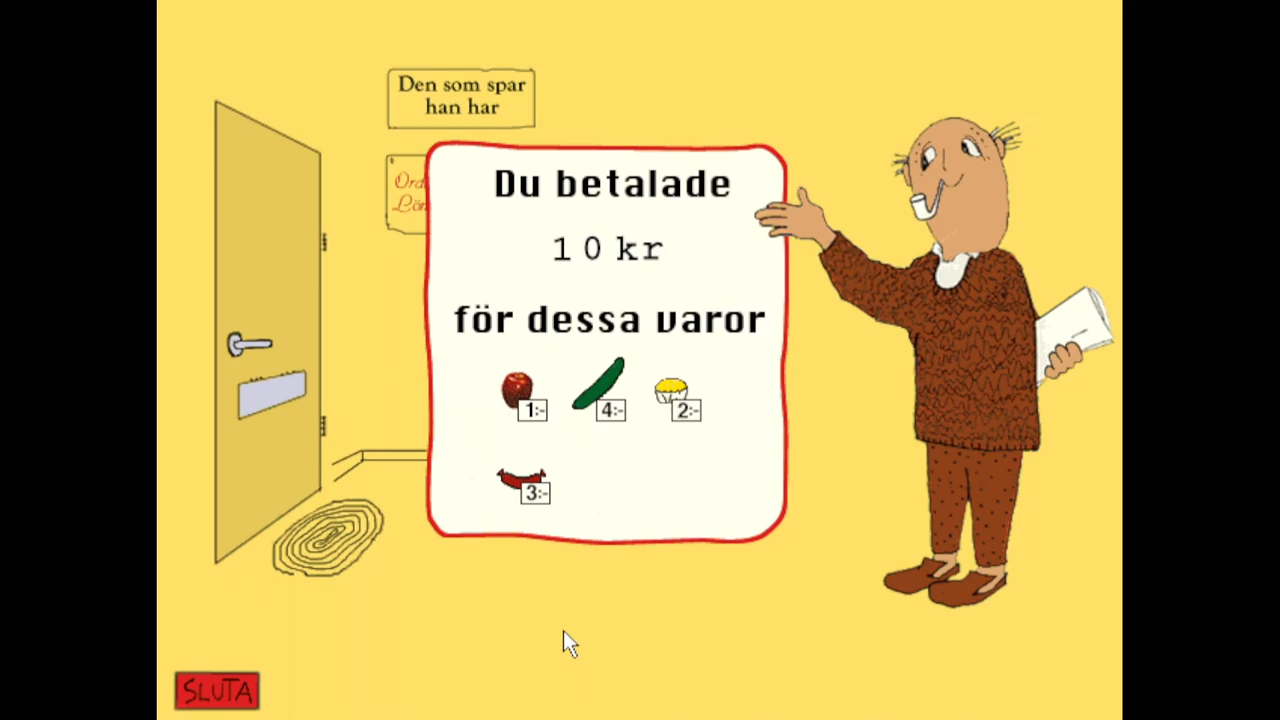 Den som spar
han har
Du betalade
10 kr
för dessa varor
1:-
4:-
2:-
3:-
SLUTA